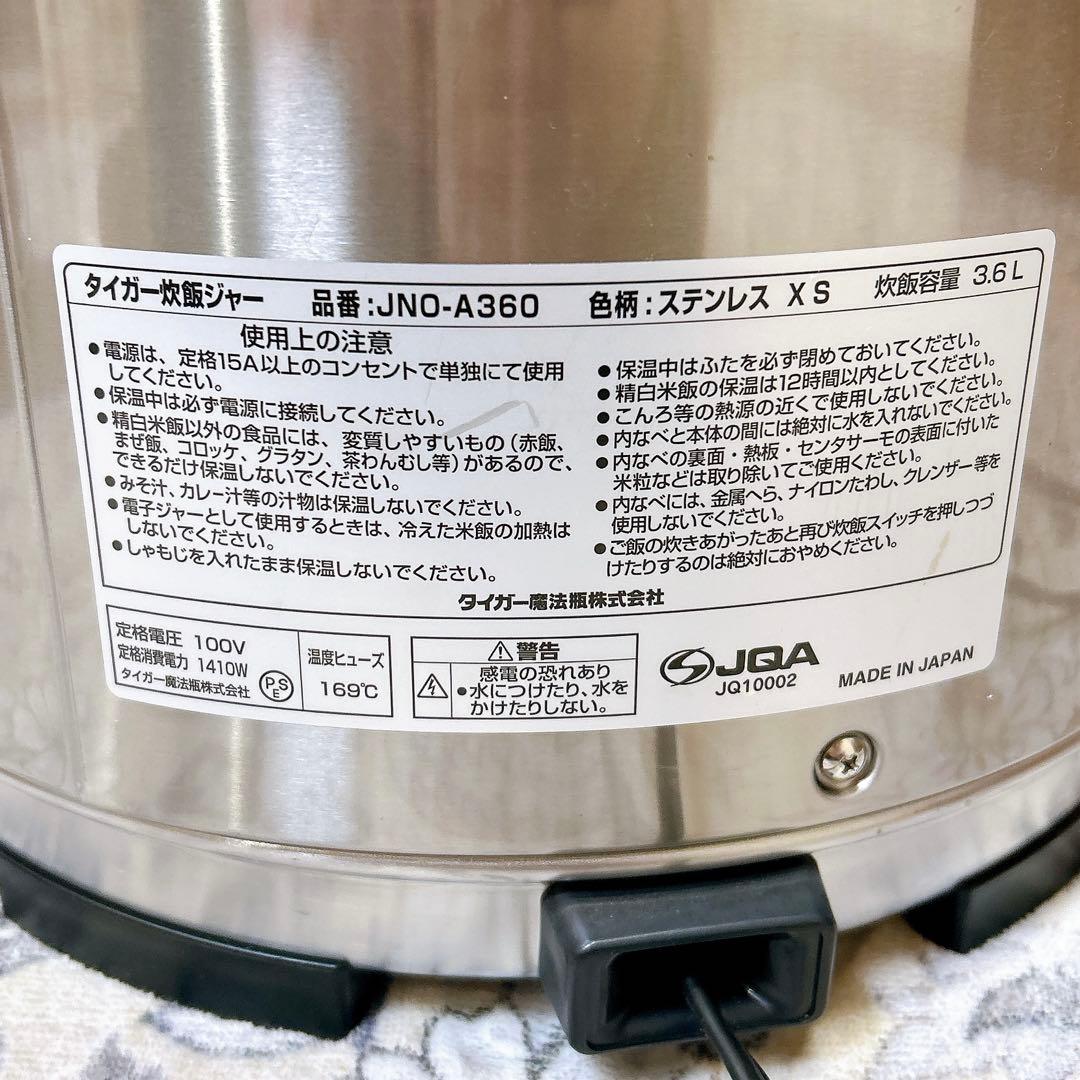 タイガー炊飯ジャー 品番:JNO-A360 色柄:ステンレス XS 炊飯容量 3.6L
使用上の注意
●電源は、定格15A以上のコンセントで単独にて使用
してください。
●保温中は必ず電源に接続してください。
●精白米飯以外の食品には、変質しやすいもの(赤飯、
まぜ飯、コロッケ、グラタン、茶わんむし等)があるので、
できるだけ保温しないでください。
●みそ汁、カレー汁等の汁物は保温しないでください。
●電子ジャーとして使用するときは、冷えた米飯の加熱は
しないでください。
●しゃもじを入れたまま保温しないでください。
●保温中はふたを必ず閉めておいてください。
●精白米飯の保温は12時間以内としてください。
●こんろ等の熱源の近くで使用しないでください。
●内なべと本体の間には絶対に水を入れないでください。
●内なべの裏面・熱板・センタサーモの表面に付いた
米粒などは取り除いてご使用ください。
●内なべには、金属へら、ナイロンたわし、クレンザー等を
使用しないでください。
●ご飯の炊きあがったあと再び炊飯スイッチを押しつづ
けたりするのは絶対におやめください。
タイガー魔法瓶株式会社
定格電圧 100V
定格消費電力 1410W
タイガー魔法瓶株式会社
PSE
温度ヒューズ
169℃
警告
感電の恐れあり
●水につけたり、水を
かけたりしない。
JQA
JQ10002
MADE IN JAPAN